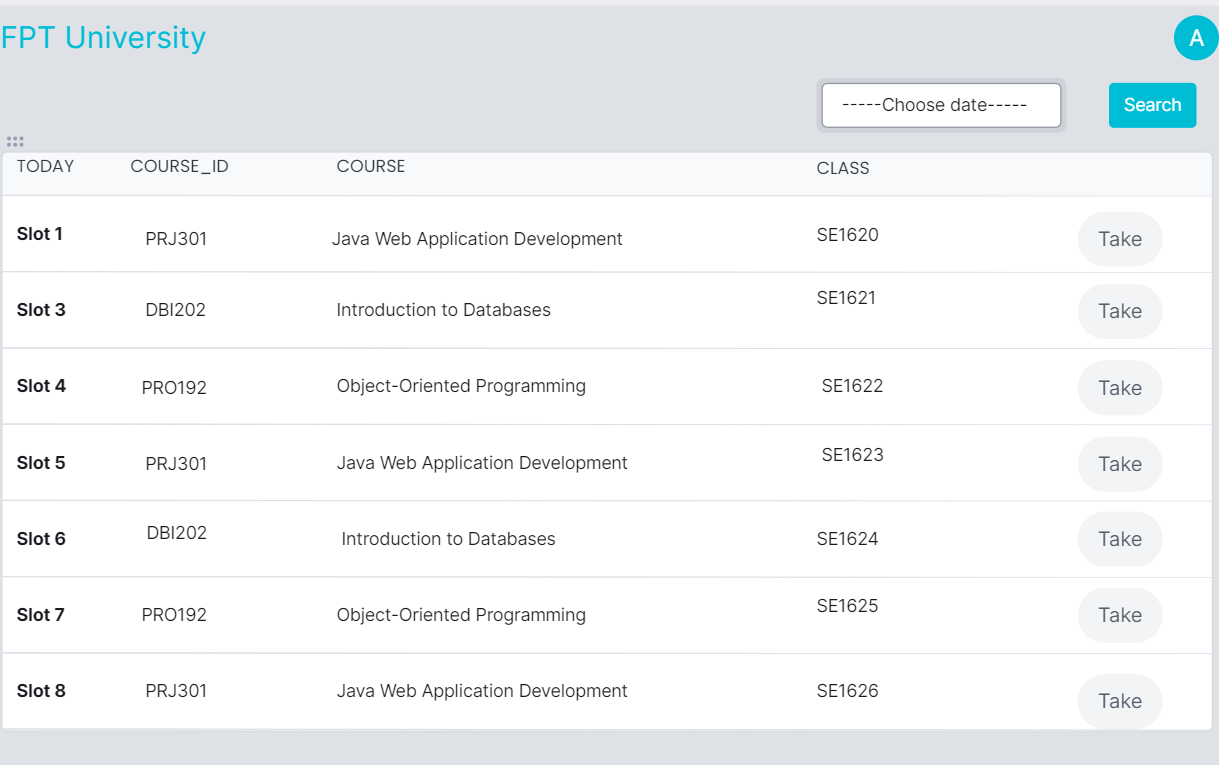 FPT University
A
-----Choose date-----
Search
TODAY COURSE_ID COURSE CLASS
Slot 1 PRJ301 Java Web Application Development SE1620 Take
Slot 3 DBI202 Introduction to Databases SE1621 Take
Slot 4 PRO192 Object-Oriented Programming SE1622 Take
Slot 5 PRJ301 Java Web Application Development SE1623 Take
Slot 6 DBI202 Introduction to Databases SE1624 Take
Slot 7 PRO192 Object-Oriented Programming SE1625 Take
Slot 8 PRJ301 Java Web Application Development SE1626 Take